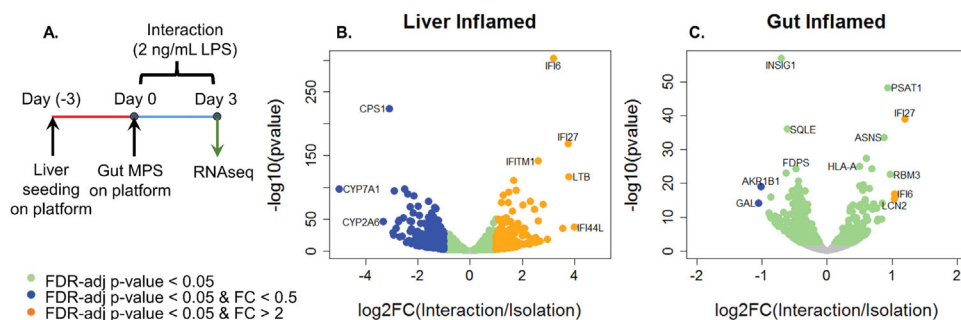 A.
Interaction
(2 ng/mL LPS)
Day (-3)
Day 0
Day 3
Liver
seeding
on platform
Gut MPS
on platform
RNAseq
FDR-adj p-value < 0.05
FDR-adj p-value < 0.05 & FC < 0.5
FDR-adj p-value < 0.05 & FC > 2
B.
Liver Inflamed
-log10(pvalue)
250
150
50
0
IFI6
CPS1
IFI27
IFITM1
LTB
CYP7A1
CYP2A6
IFI44L
-4
-2
0
2
4
log2FC(Interaction/Isolation)
C.
Gut Inflamed
-log10(pvalue)
50
40
30
20
10
0
INSIG1
PSAT1
IFI27
SQLE
ASNS
FDPS
HLA-A
RBM3
AKR1B1
IFI6
GAL
LCN2
-2
-1
0
1
2
log2FC(Interaction/Isolation)